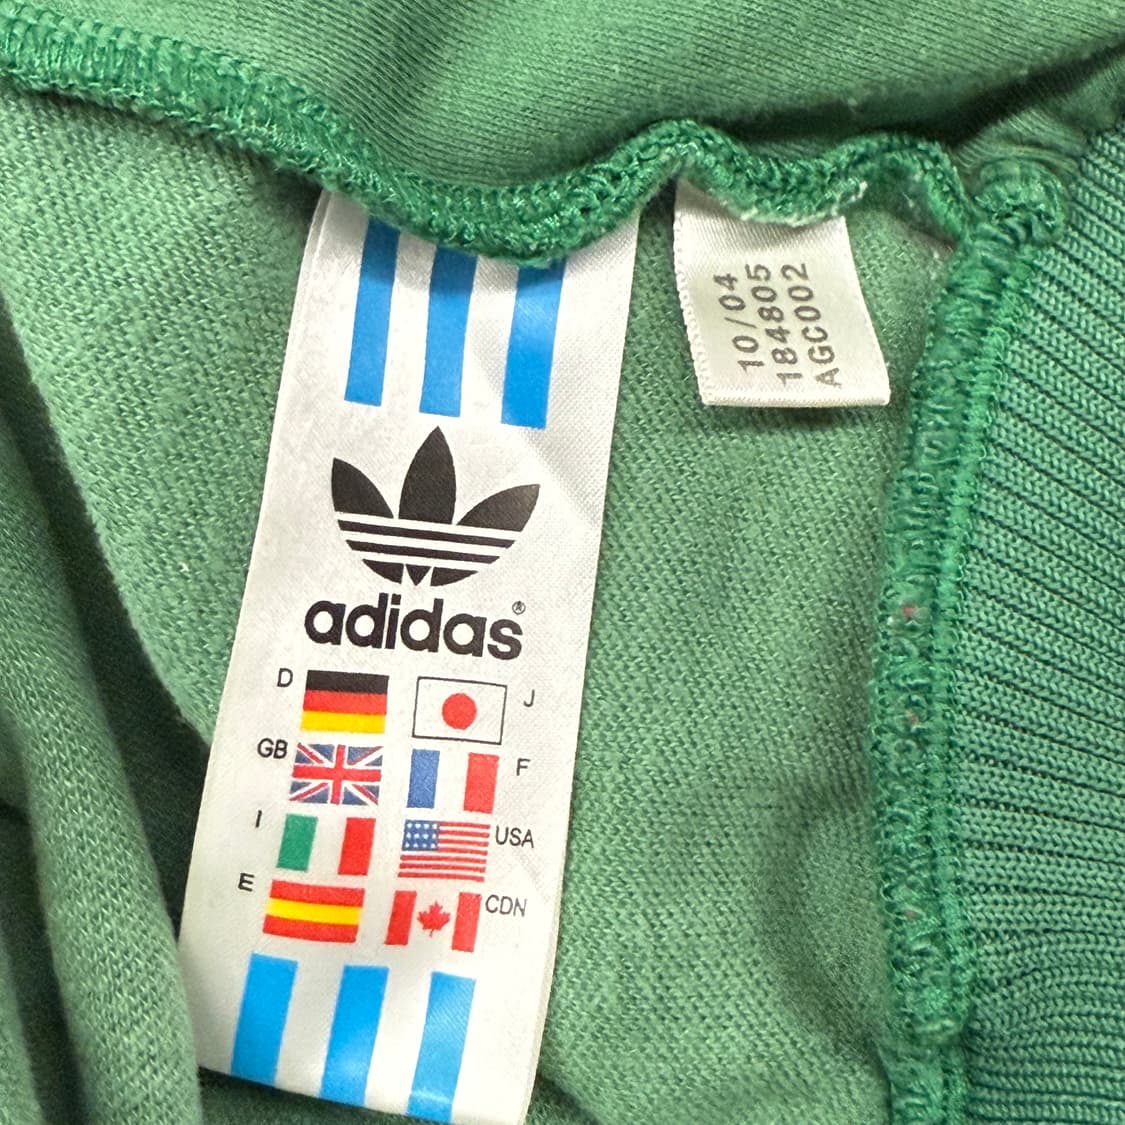 adidas®
D
J
GB
F
I
USA
E
CDN
10/04
184805
AGC002